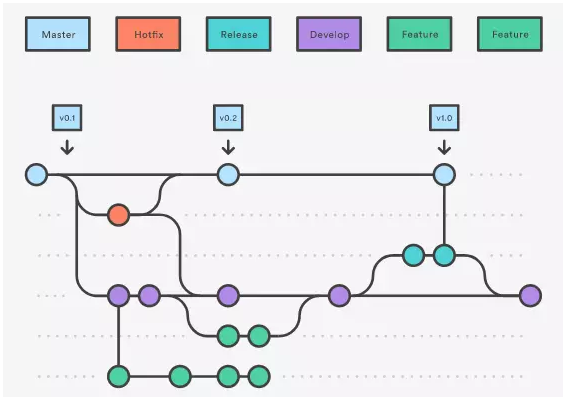 Master
Hotfix
Release
Develop
Feature
Feature
v0.1
v0.2
v1.0